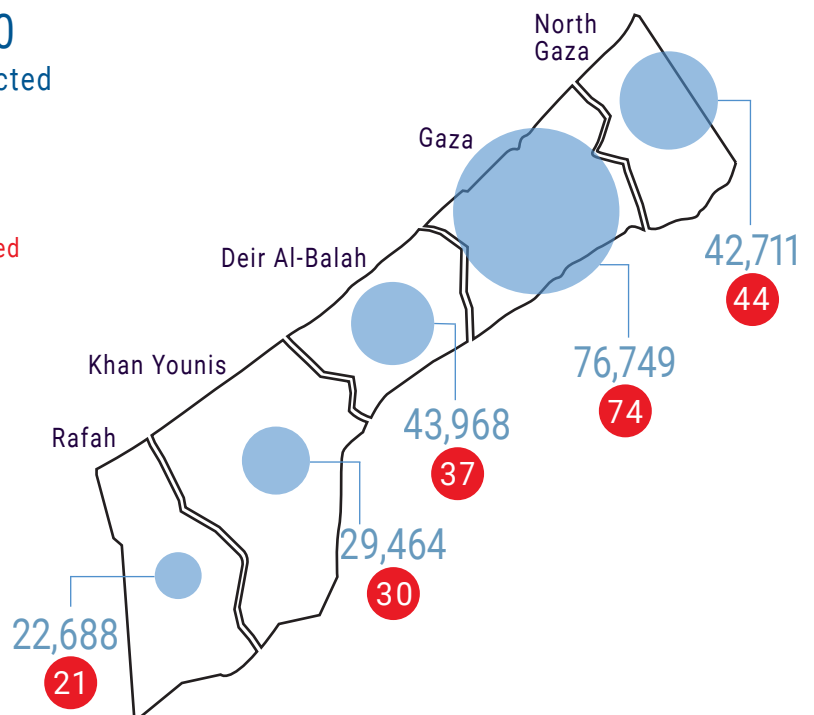 0
cted
ed
North
Gaza
Gaza
Deir Al-Balah
Khan Younis
Rafah
42,711
44
76,749
74
43,968
37
29,464
30
22,688
21